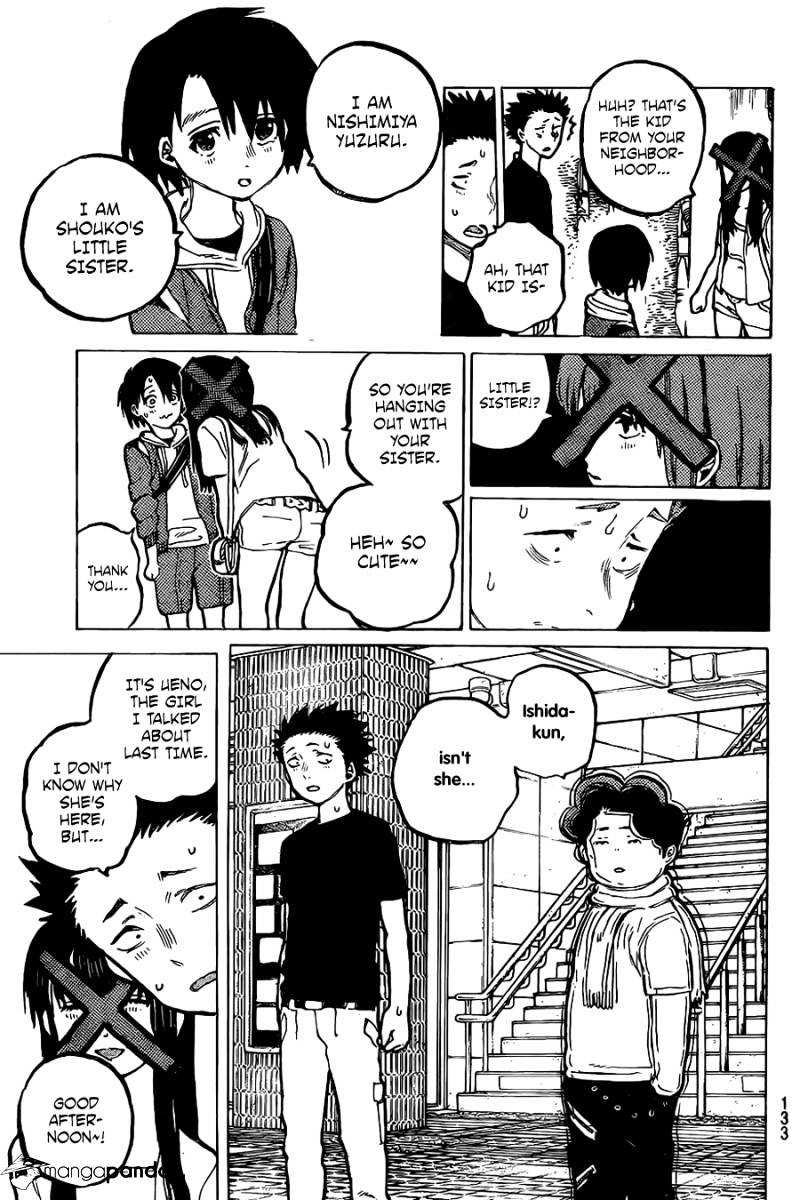 HUH? THAT'S
THE KID
FROM YOUR
NEIGHBOR-
HOOD...
AH, THAT
KID IS-
I AM
NISHIMIYA
YUZURU.
I AM
SHOUKO'S
LITTLE
SISTER.
LITTLE
SISTER!?
SO YOU'RE
HANGING
OUT WITH
YOUR
SISTER.
HEH~ SO
CUTE~~
THANK
YOU...
Ishida-
kun,
isn't
she...
IT'S UENO,
THE GIRL
I TALKED
ABOUT
LAST TIME.
I DON'T
KNOW WHY
SHE'S
HERE,
BUT...
GOOD
AFTER-
NOON~!
133
mangapanda